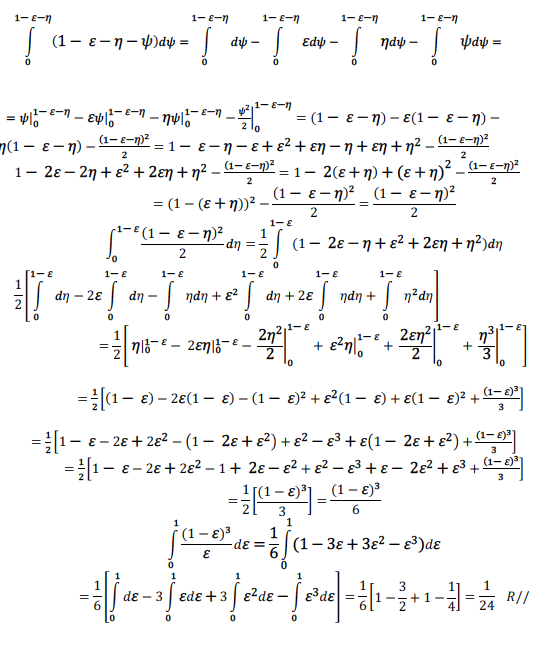 ∫₀^{1−ε−η} (1 − ε − η − ψ)dψ = ∫₀^{1−ε−η} dψ − ∫₀^{1−ε−η} εdψ − ∫₀^{1−ε−η} ηdψ − ∫₀^{1−ε−η} ψdψ =
= ψ|₀^{1−ε−η} − εψ|₀^{1−ε−η} − ηψ|₀^{1−ε−η} − ψ²/2|₀^{1−ε−η} = (1 − ε − η) − ε(1 − ε − η) −
η(1 − ε − η) − (1−ε−η)²/2 = 1 − ε − η − ε + ε² + εη − η + εη + η² − (1−ε−η)²/2
1 − 2ε − 2η + ε² + 2εη + η² − (1−ε−η)²/2 = 1 − 2(ε + η) + (ε + η)² − (1−ε−η)²/2
= (1 − (ε + η))² − (1 − ε − η)²/2 = (1 − ε − η)²/2
∫₀^{1−ε} (1 − ε − η)²/2 dη = 1/2 ∫₀^{1−ε} (1 − 2ε − η + ε² + 2εη + η²)dη
1/2 [∫₀^{1−ε} dη − 2ε ∫₀^{1−ε} dη − ∫₀^{1−ε} ηdη + ε² ∫₀^{1−ε} dη + 2ε ∫₀^{1−ε} ηdη + ∫₀^{1−ε} η²dη]
= 1/2 [η|₀^{1−ε} − 2εη|₀^{1−ε} − 2η²/2|₀^{1−ε} + ε²η|₀^{1−ε} + 2εη²/2|₀^{1−ε} + η³/3|₀^{1−ε}]
= 1/2 [(1 − ε) − 2ε(1 − ε) − (1 − ε)² + ε²(1 − ε) + ε(1 − ε)² + (1−ε)³/3]
= 1/2 [1 − ε − 2ε + 2ε² − (1 − 2ε + ε²) + ε² − ε³ + ε(1 − 2ε + ε²) + (1−ε)³/3]
= 1/2 [1 − ε − 2ε + 2ε² − 1 + 2ε − ε² + ε² − ε³ + ε − 2ε² + ε³ + (1−ε)³/3]
= 1/2 [(1 − ε)³/3] = (1 − ε)³/6
∫₀¹ (1 − ε)³/ε dε = 1/6 ∫₀¹ (1 − 3ε + 3ε² − ε³)dε
= 1/6 [∫₀¹ dε − 3 ∫₀¹ εdε + 3 ∫₀¹ ε²dε − ∫₀¹ ε³dε] = 1/6 [1 − 3/2 + 1 − 1/4] = 1/24 R//